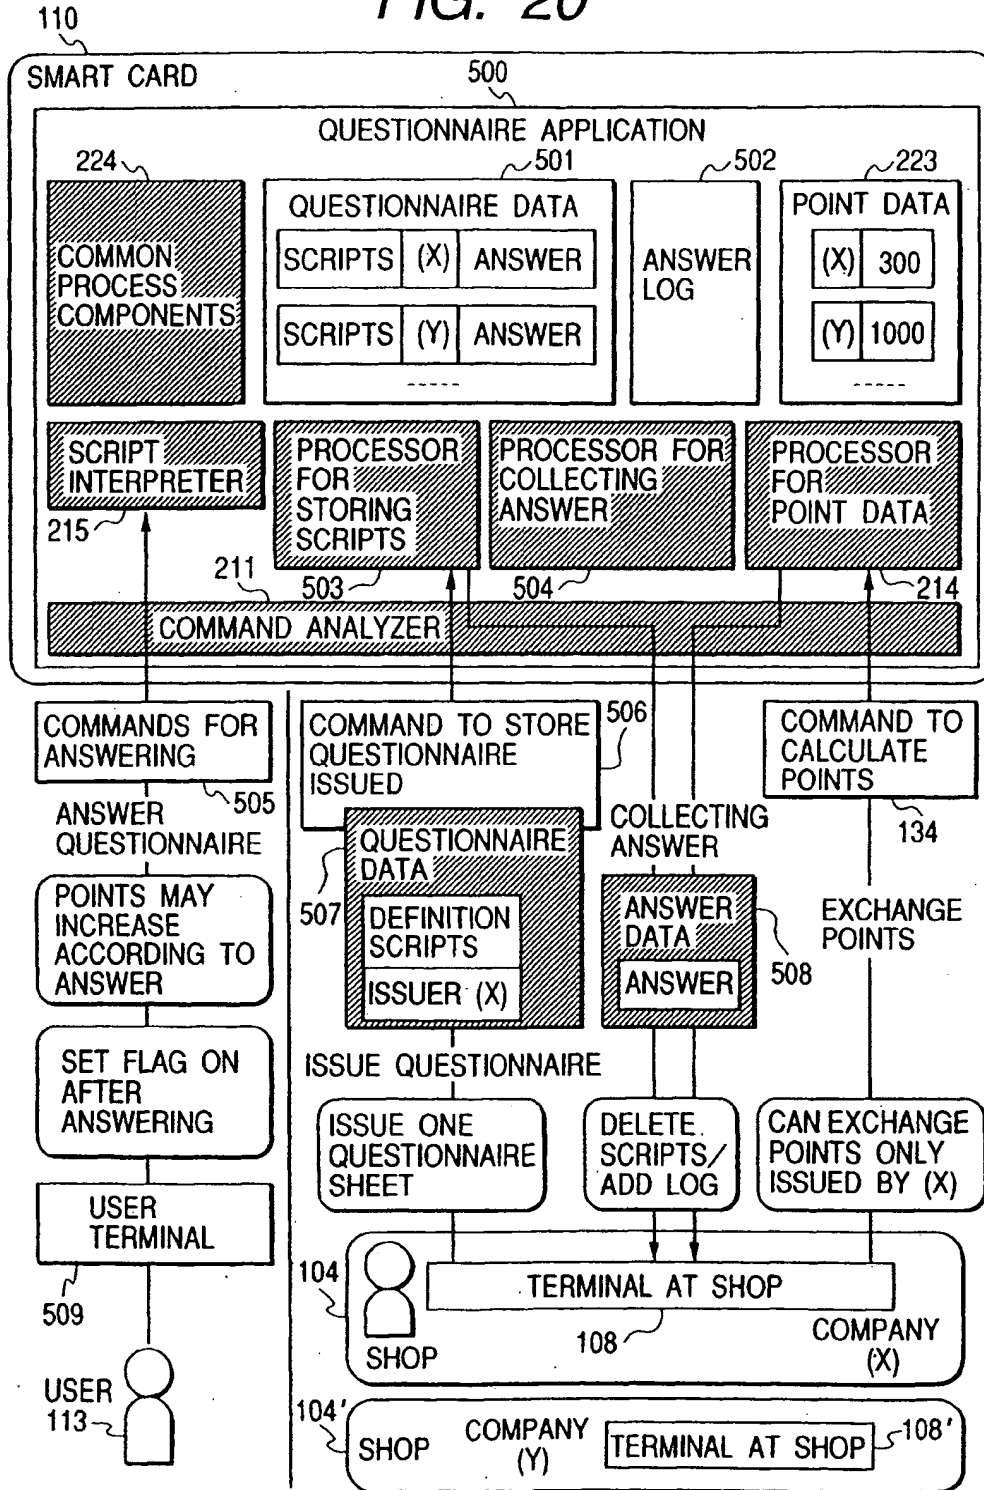 FIG. 20
110
SMART CARD
500
QUESTIONNAIRE APPLICATION
224
501
502
223
COMMON
PROCESS
COMPONENTS
QUESTIONNAIRE DATA
SCRIPTS (X) ANSWER
SCRIPTS (Y) ANSWER
-----
ANSWER
LOG
POINT DATA
(X) 300
(Y) 1000
-----
SCRIPT
INTERPRETER
215
PROCESSOR
FOR
STORING
SCRIPTS
503
PROCESSOR FOR
COLLECTING
ANSWER
504
PROCESSOR
FOR
POINT DATA
214
211
COMMAND ANALYZER
COMMANDS FOR
ANSWERING
505
ANSWER
QUESTIONNAIRE
POINTS MAY
INCREASE
ACCORDING TO
ANSWER
SET FLAG ON
AFTER
ANSWERING
USER
TERMINAL
509
USER
113
COMMAND TO STORE
QUESTIONNAIRE
ISSUED
506
QUESTIONNAIRE
DATA
507
DEFINITION
SCRIPTS
ISSUER (X)
ISSUE QUESTIONNAIRE
ISSUE ONE
QUESTIONNAIRE
SHEET
COLLECTING
ANSWER
ANSWER
DATA
ANSWER
508
DELETE
SCRIPTS/
ADD LOG
COMMAND TO
CALCULATE
POINTS
134
EXCHANGE
POINTS
CAN EXCHANGE
POINTS ONLY
ISSUED BY (X)
104
TERMINAL AT SHOP
108
SHOP
COMPANY
(X)
104'
SHOP
COMPANY
(Y)
TERMINAL AT SHOP
108'